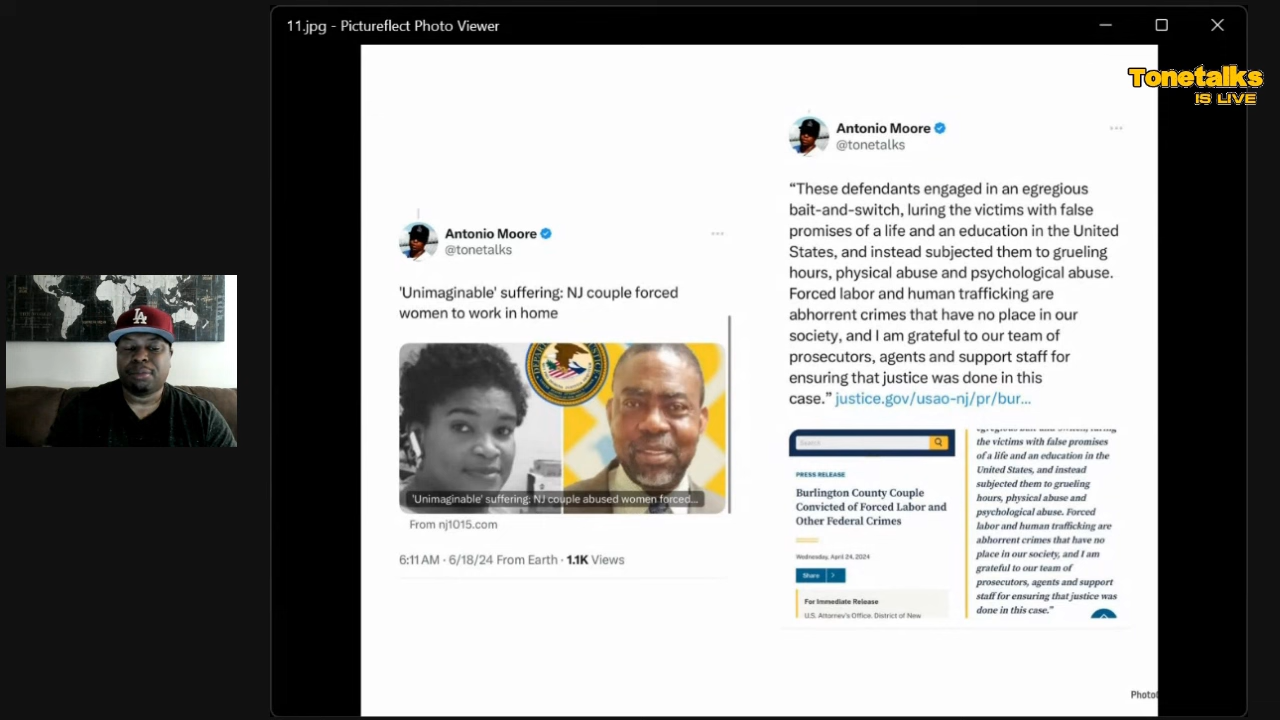 11.jpg - Pictureflect Photo Viewer
Tonetalks
IS LIVE
Antonio Moore
@tonetalks
'Unimaginable' suffering: NJ couple forced
women to work in home
'Unimaginable' suffering: NJ couple abused women forced...
From nj1015.com
6:11 AM · 6/18/24 From Earth · 1.1K Views
Antonio Moore
@tonetalks
“These defendants engaged in an egregious
bait-and-switch, luring the victims with false
promises of a life and an education in the United
States, and instead subjected them to grueling
hours, physical abuse and psychological abuse.
Forced labor and human trafficking are
abhorrent crimes that have no place in our
society, and I am grateful to our team of
prosecutors, agents and support staff for
ensuring that justice was done in this
case.” justice.gov/usao-nj/pr/bur...
Search
PRESS RELEASE
Burlington County Couple
Convicted of Forced Labor and
Other Federal Crimes
Wednesday, April 24, 2024
Share
For Immediate Release
U.S. Attorney's Office, District of New
egregious bait-and-switch, luring
the victims with false promises
of a life and an education in the
United States, and instead
subjected them to grueling
hours, physical abuse and
psychological abuse. Forced
labor and human trafficking are
abhorrent crimes that have no
place in our society, and I am
grateful to our team of
prosecutors, agents and support
staff for ensuring that justice was
done in this case.”
LA